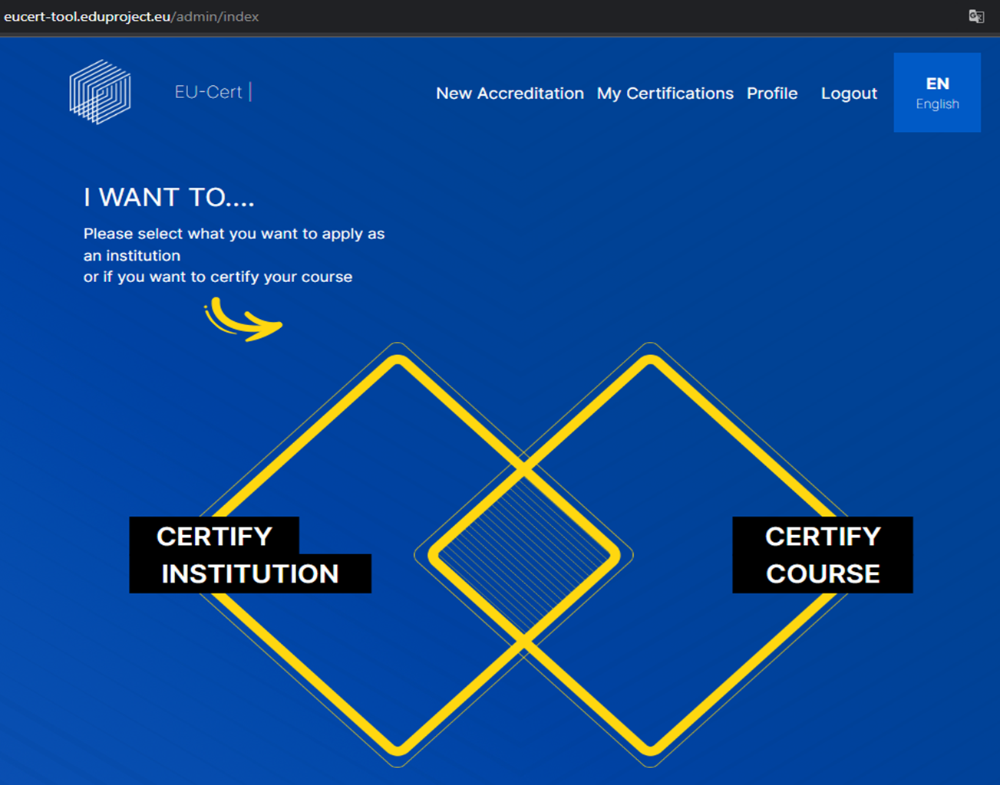 eucert-tool.eduproject.eu/admin/index
EU-Cert |
New Accreditation My Certifications Profile Logout
EN
English
I WANT TO....
Please select what you want to apply as
an institution
or if you want to certify your course
CERTIFY
INSTITUTION
CERTIFY
COURSE